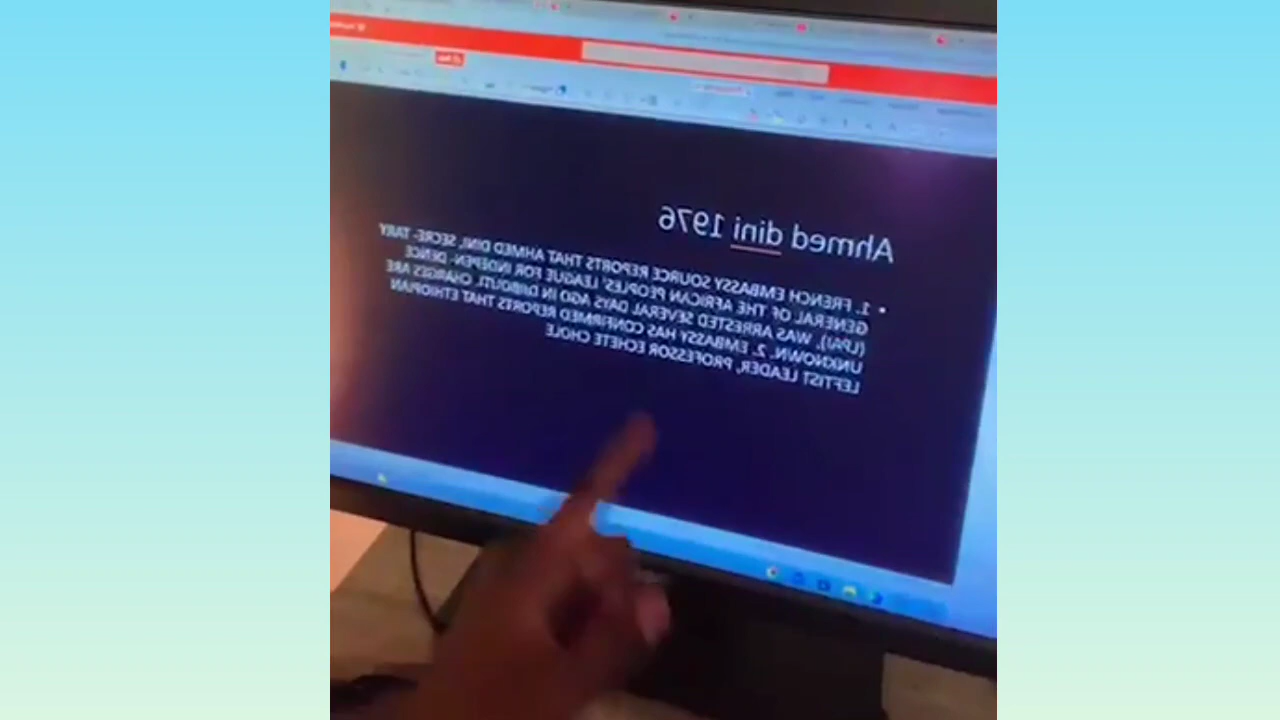 Ahmed dini 1976
• 1. FRENCH EMBASSY SOURCE REPORTS THAT AHMED DINI, SECRE- TARY
GENERAL OF THE AFRICAN PEOPLES' LEAGUE FOR INDEPEN- DENCE
(LPAI), WAS ARRESTED SEVERAL DAYS AGO IN DJIBOUTI. CHARGES ARE
UNKNOWN. 2. EMBASSY HAS CONFIRMED REPORTS THAT ETHIOPIAN
LEFTIST LEADER, PROFESSOR ECHETE CHOLE